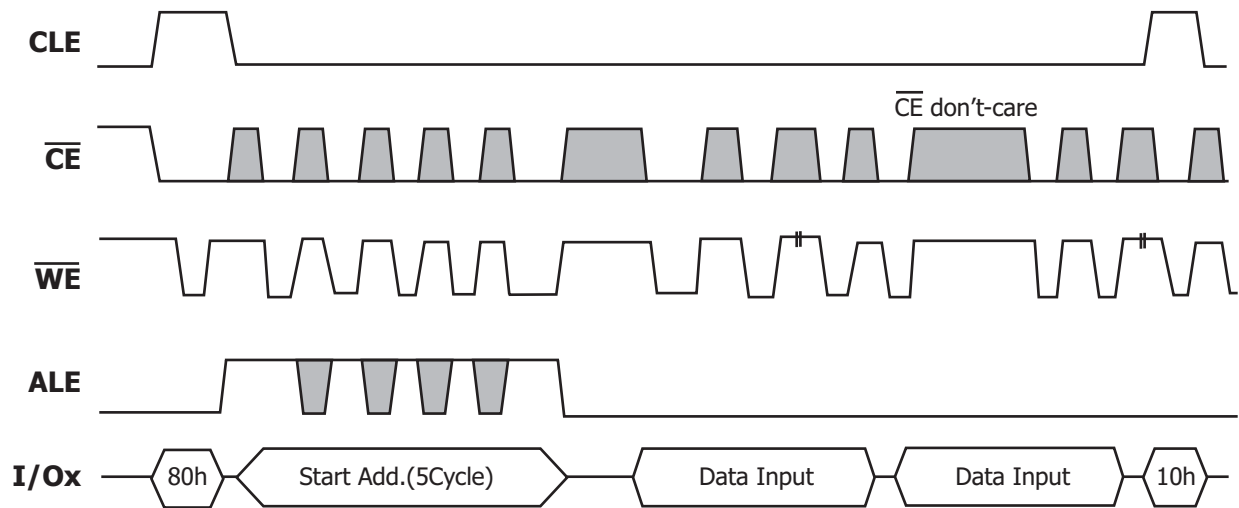 CLE
CE don’t-care
CE
WE
ALE
I/Ox
80h
Start Add.(5Cycle)
Data Input
Data Input
10h